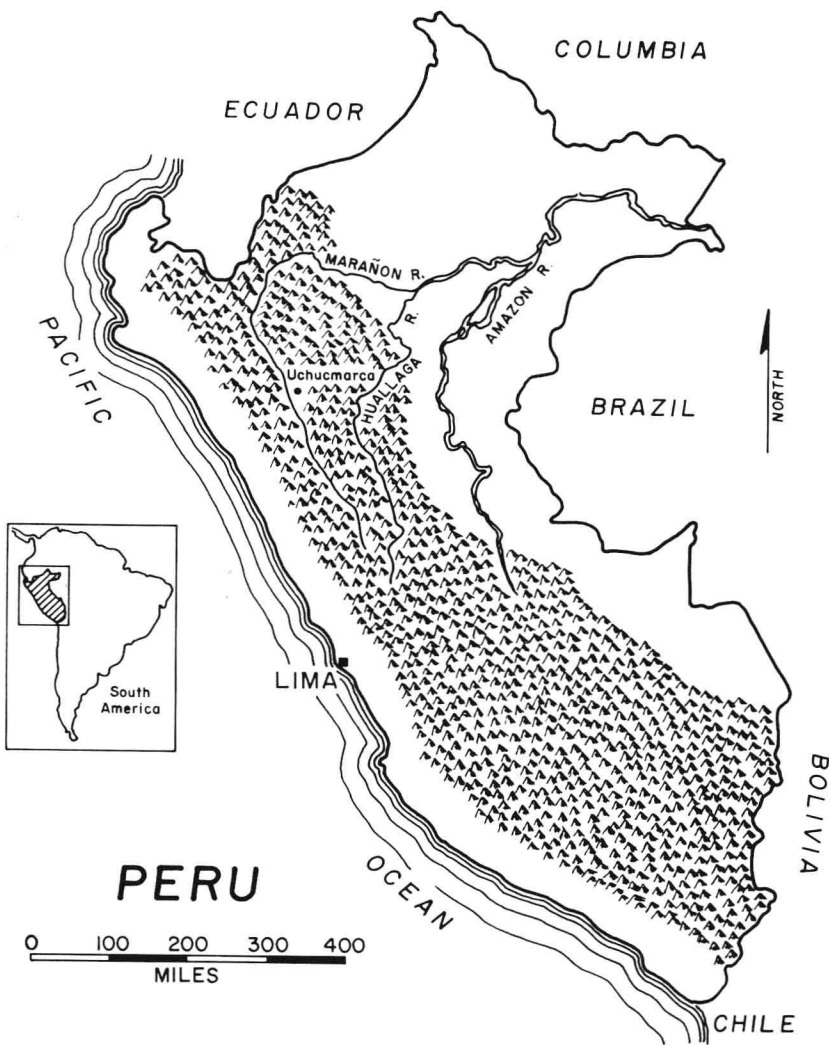 COLUMBIA
ECUADOR
MARAÑON R.
AMAZON R.
HUALLAGA R.
Uchucmarca
PACIFIC
OCEAN
BRAZIL
NORTH
South
America
LIMA
BOLIVIA
PERU
0 100 200 300 400
MILES
CHILE